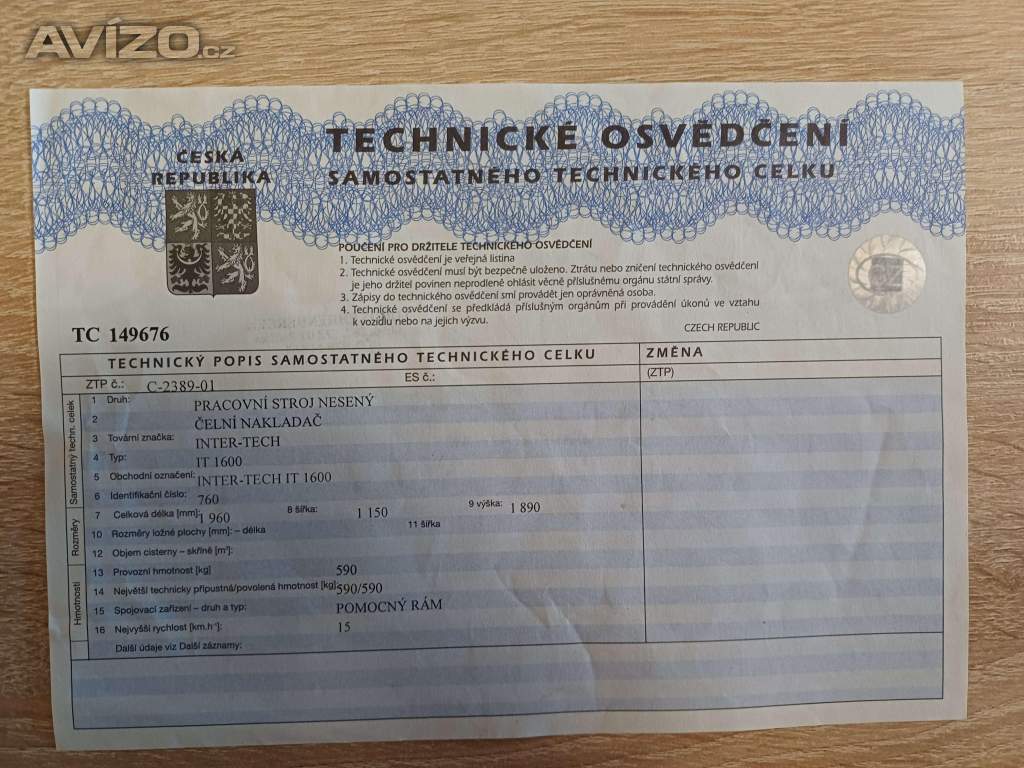 AVÍZO.cz
TECHNICKÉ OSVĚDČENÍ
SAMOSTATNÉHO TECHNICKÉHO CELKU
ČESKÁ
REPUBLIKA
POUČENÍ PRO DRŽITELE TECHNICKÉHO OSVĚDČENÍ
1. Technické osvědčení je veřejná listina
2. Technické osvědčení musí být bezpečně uloženo. Ztrátu nebo zničení technického osvědčení
je jeho držitel povinen neprodleně ohlásit věcně příslušnému orgánu státní správy.
3. Zápisy do technického osvědčení smí provádět jen oprávněná osoba.
4. Technické osvědčení se předkládá příslušným orgánům při provádění úkonů ve vztahu
k vozidlu nebo na jejich výzvu.
CZ
TC 149676
CZECH REPUBLIC
TECHNICKÝ POPIS SAMOSTATNÉHO TECHNICKÉHO CELKU ZMĚNA
ZTP č.: C-2389-01 ES č.: (ZTP)
Samostatný techn. celek
1 Druh: PRACOVNÍ STROJ NESENÝ
2 ČELNÍ NAKLADAČ
3 Tovární značka: INTER-TECH
4 Typ: IT 1600
5 Obchodní označení: INTER-TECH IT 1600
6 Identifikační číslo: 760
Rozměry
7 Celková délka [mm]: 1 960 8 šířka: 1 150 9 výška: 1 890
10 Rozměry ložné plochy [mm]: – délka 11 šířka
12 Objem cisterny – skříně [m³]:
Hmotnosti
13 Provozní hmotnost [kg] 590
14 Největší technicky přípustná/povolená hmotnost [kg] 590/590
15 Spojovací zařízení – druh a typ: POMOCNÝ RÁM
16 Nejvyšší rychlost [km.h⁻¹]: 15
Další údaje viz Další záznamy: